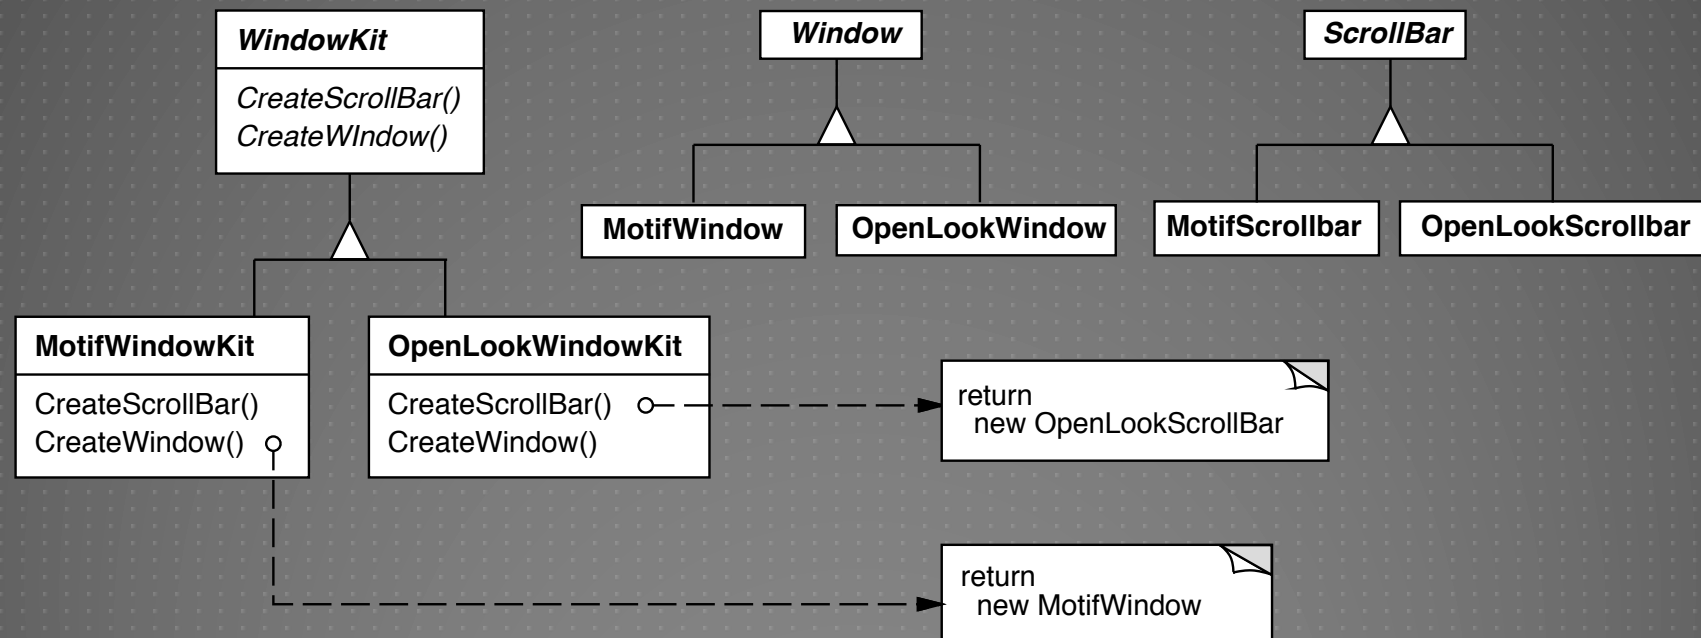 WindowKit
CreateScrollBar()
CreateWIndow()
Window
ScrollBar
MotifWindow
OpenLookWindow
MotifScrollbar
OpenLookScrollbar
MotifWindowKit
CreateScrollBar()
CreateWindow()
OpenLookWindowKit
CreateScrollBar()
CreateWindow()
return
new OpenLookScrollBar
return
new MotifWindow